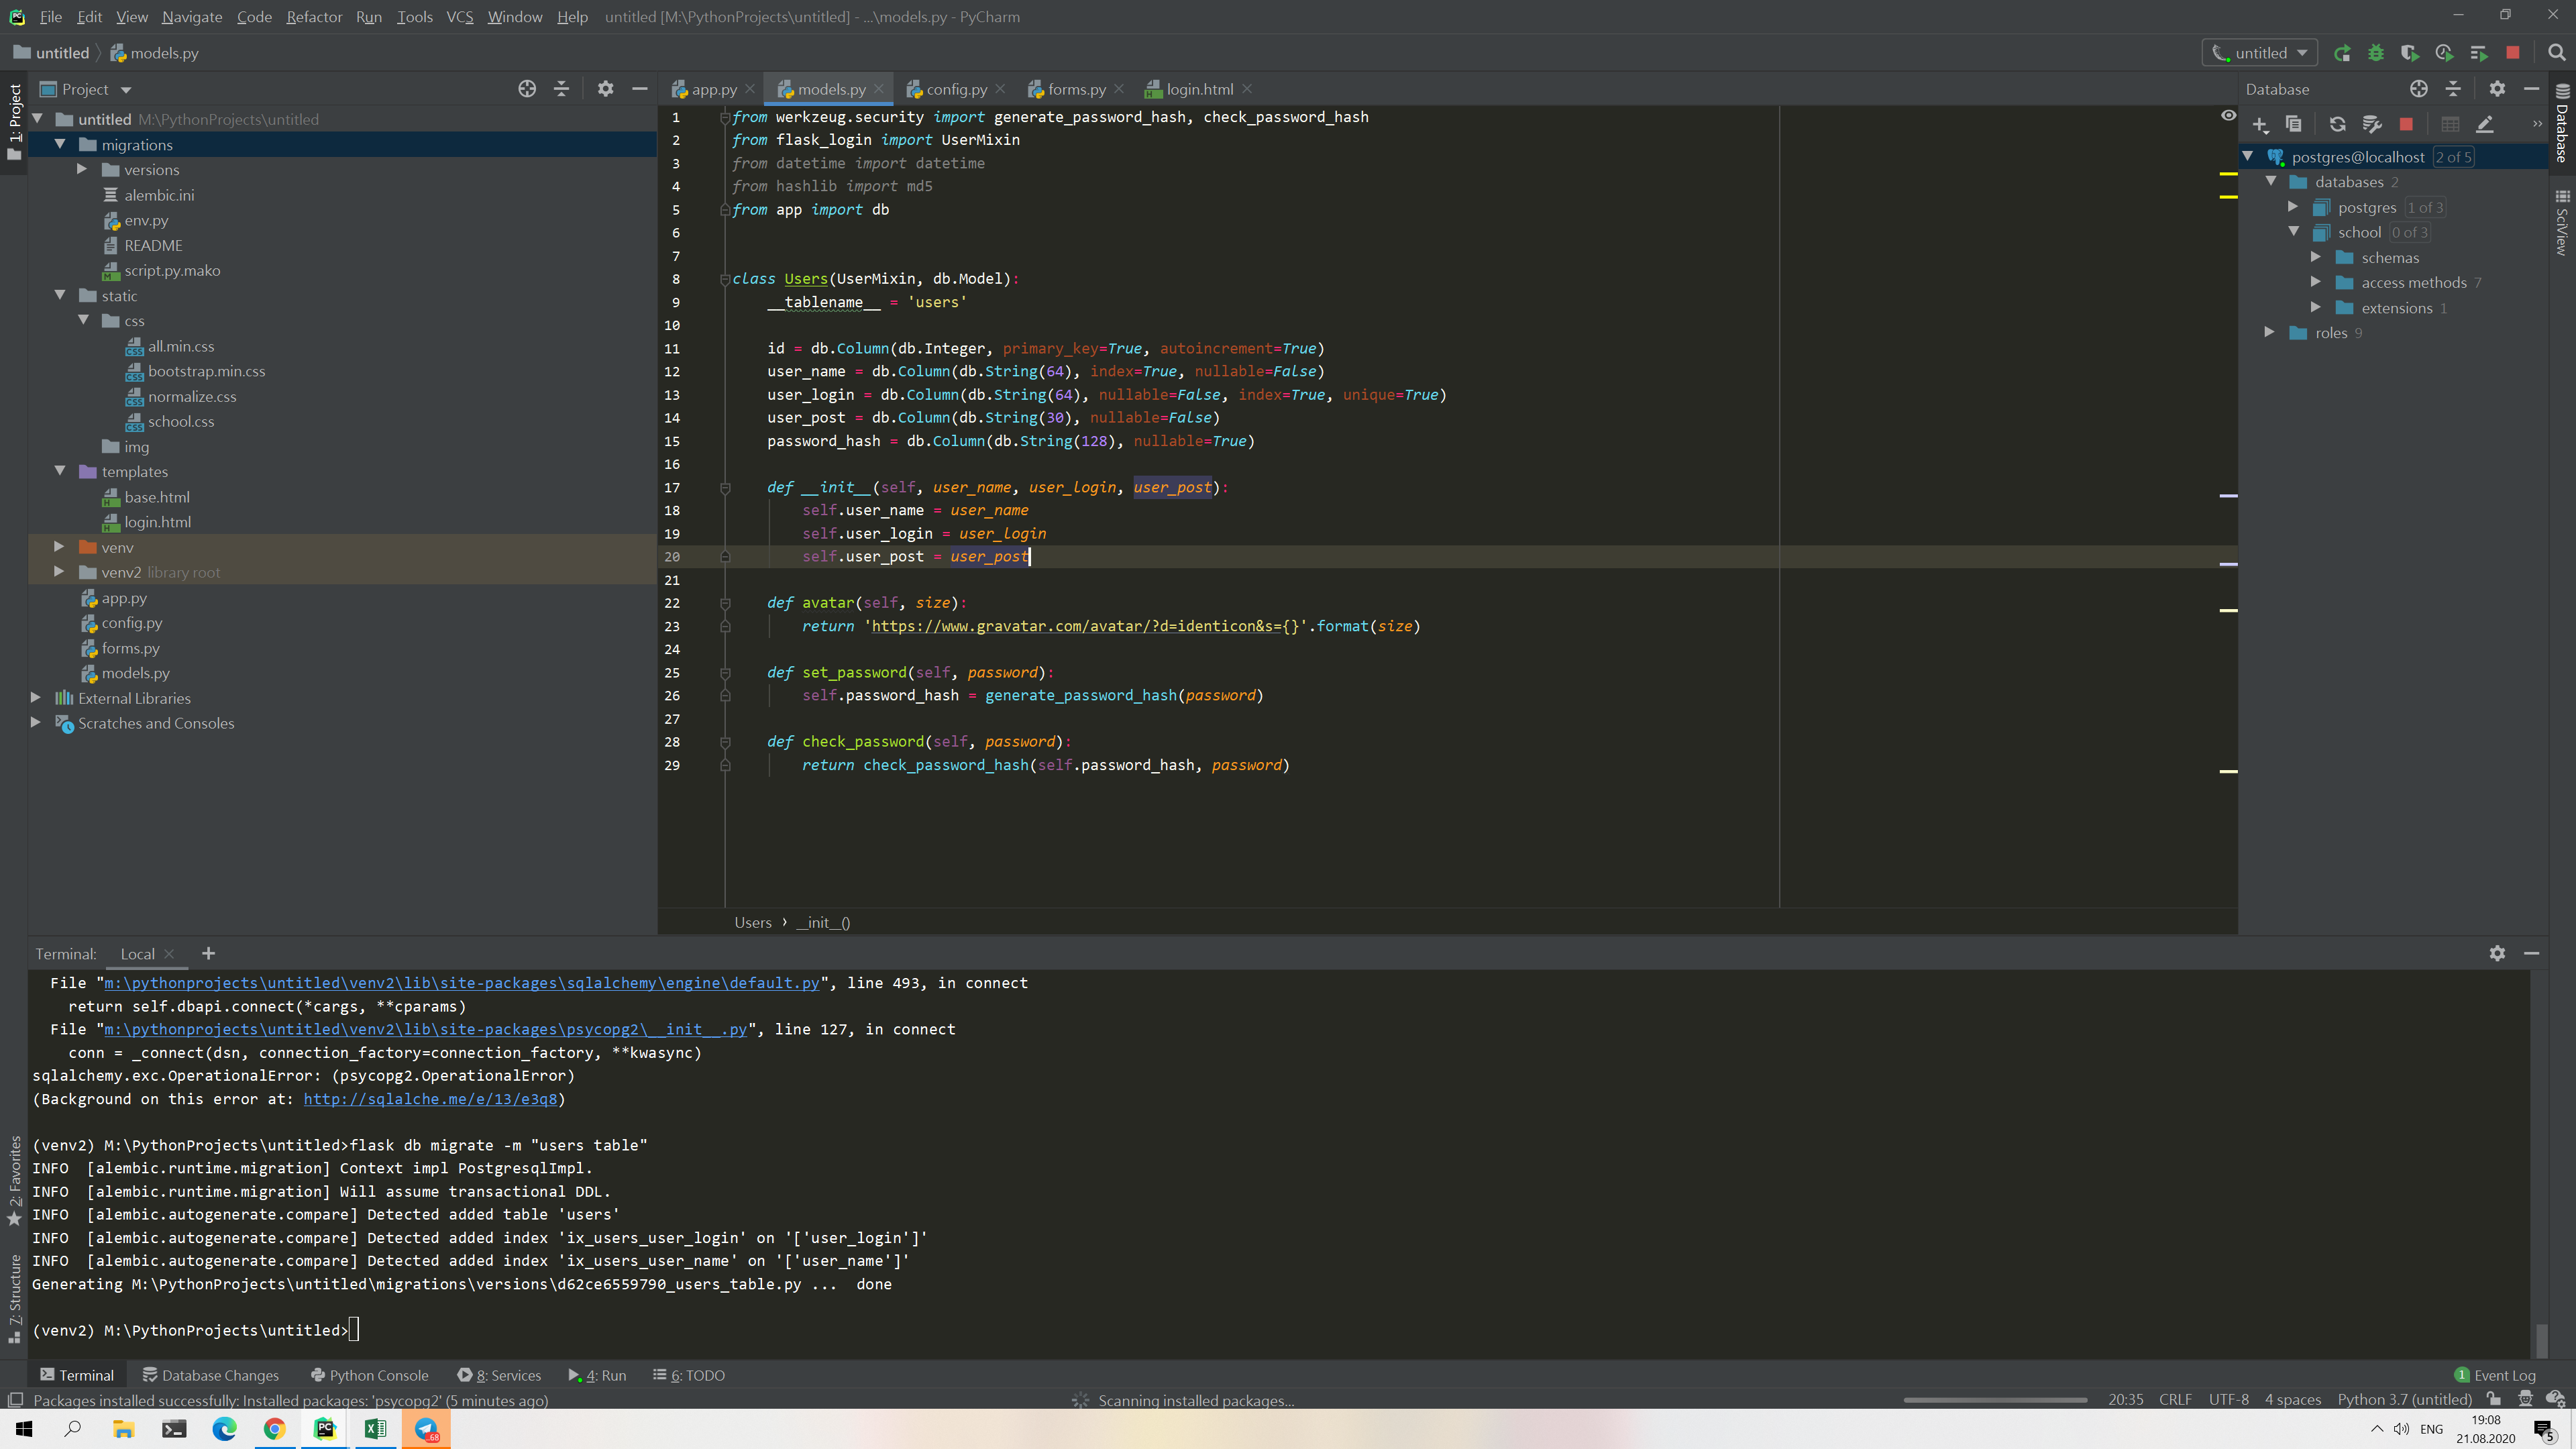 File Edit View Navigate Code Refactor Run Tools VCS Window Help untitled [M:\PythonProjects\untitled] - ...\models.py - PyCharm
untitled models.py untitled
Project
app.py models.py config.py forms.py login.html
Database
1: Project
untitled M:\PythonProjects\untitled
migrations
versions
alembic.ini
env.py
README
script.py.mako
static
css
all.min.css
bootstrap.min.css
normalize.css
school.css
img
templates
base.html
login.html
venv
venv2 library root
app.py
config.py
forms.py
models.py
External Libraries
Scratches and Consoles
1 from werkzeug.security import generate_password_hash, check_password_hash
2 from flask_login import UserMixin
3 from datetime import datetime
4 from hashlib import md5
5 from app import db
6
7
8 class Users(UserMixin, db.Model):
9 __tablename__ = 'users'
10
11 id = db.Column(db.Integer, primary_key=True, autoincrement=True)
12 user_name = db.Column(db.String(64), index=True, nullable=False)
13 user_login = db.Column(db.String(64), nullable=False, index=True, unique=True)
14 user_post = db.Column(db.String(30), nullable=False)
15 password_hash = db.Column(db.String(128), nullable=True)
16
17 def __init__(self, user_name, user_login, user_post):
18 self.user_name = user_name
19 self.user_login = user_login
20 self.user_post = user_post
21
22 def avatar(self, size):
23 return 'https://www.gravatar.com/avatar/?d=identicon&s={}'.format(size)
24
25 def set_password(self, password):
26 self.password_hash = generate_password_hash(password)
27
28 def check_password(self, password):
29 return check_password_hash(self.password_hash, password)
Users › __init__()
postgres@localhost 2 of 5
databases 2
postgres 1 of 3
school 0 of 3
schemas
access methods 7
extensions 1
roles 9
Database
SciView
Terminal: Local
File "m:\pythonprojects\untitled\venv2\lib\site-packages\sqlalchemy\engine\default.py", line 493, in connect
return self.dbapi.connect(*cargs, **cparams)
File "m:\pythonprojects\untitled\venv2\lib\site-packages\psycopg2\__init__.py", line 127, in connect
conn = _connect(dsn, connection_factory=connection_factory, **kwasync)
sqlalchemy.exc.OperationalError: (psycopg2.OperationalError)
(Background on this error at: http://sqlalche.me/e/13/e3q8)
(venv2) M:\PythonProjects\untitled>flask db migrate -m "users table"
INFO [alembic.runtime.migration] Context impl PostgresqlImpl.
INFO [alembic.runtime.migration] Will assume transactional DDL.
INFO [alembic.autogenerate.compare] Detected added table 'users'
INFO [alembic.autogenerate.compare] Detected added index 'ix_users_user_login' on '['user_login']'
INFO [alembic.autogenerate.compare] Detected added index 'ix_users_user_name' on '['user_name']'
Generating M:\PythonProjects\untitled\migrations\versions\d62ce6559790_users_table.py ... done
(venv2) M:\PythonProjects\untitled>
2: Favorites
7: Structure
Terminal Database Changes Python Console 8: Services 4: Run 6: TODO 1 Event Log
Packages installed successfully: Installed packages: 'psycopg2' (5 minutes ago) Scanning installed packages... 20:35 CRLF UTF-8 4 spaces Python 3.7 (untitled)
PC 68 ENG 19:08
21.08.2020 5